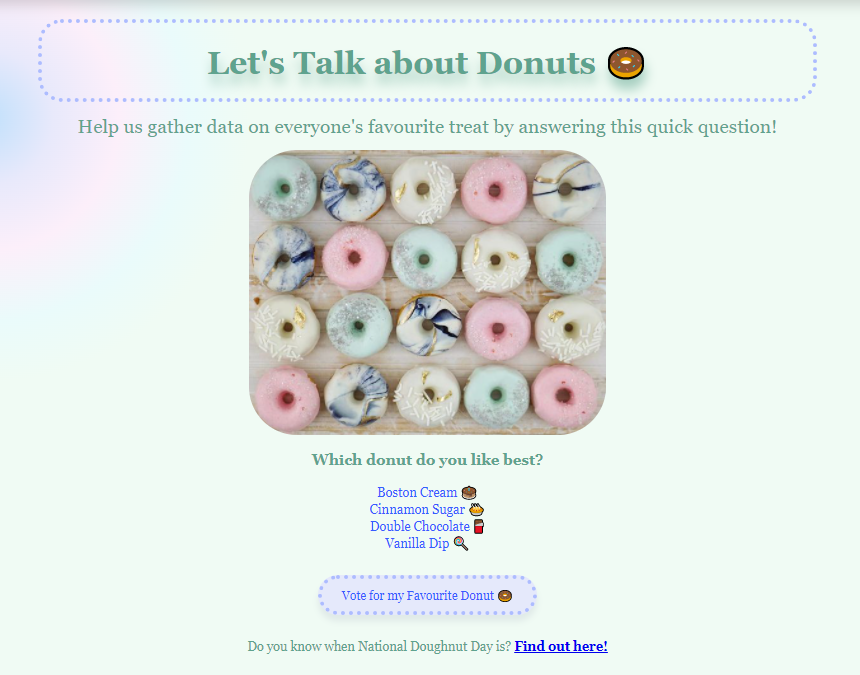 Let's Talk about Donuts 🍩
Help us gather data on everyone's favourite treat by answering this quick question!
Which donut do you like best?
Boston Cream 🎂
Cinnamon Sugar 🥧
Double Chocolate 🍫
Vanilla Dip 🍭
Vote for my Favourite Donut 🍩
Do you know when National Doughnut Day is? Find out here!